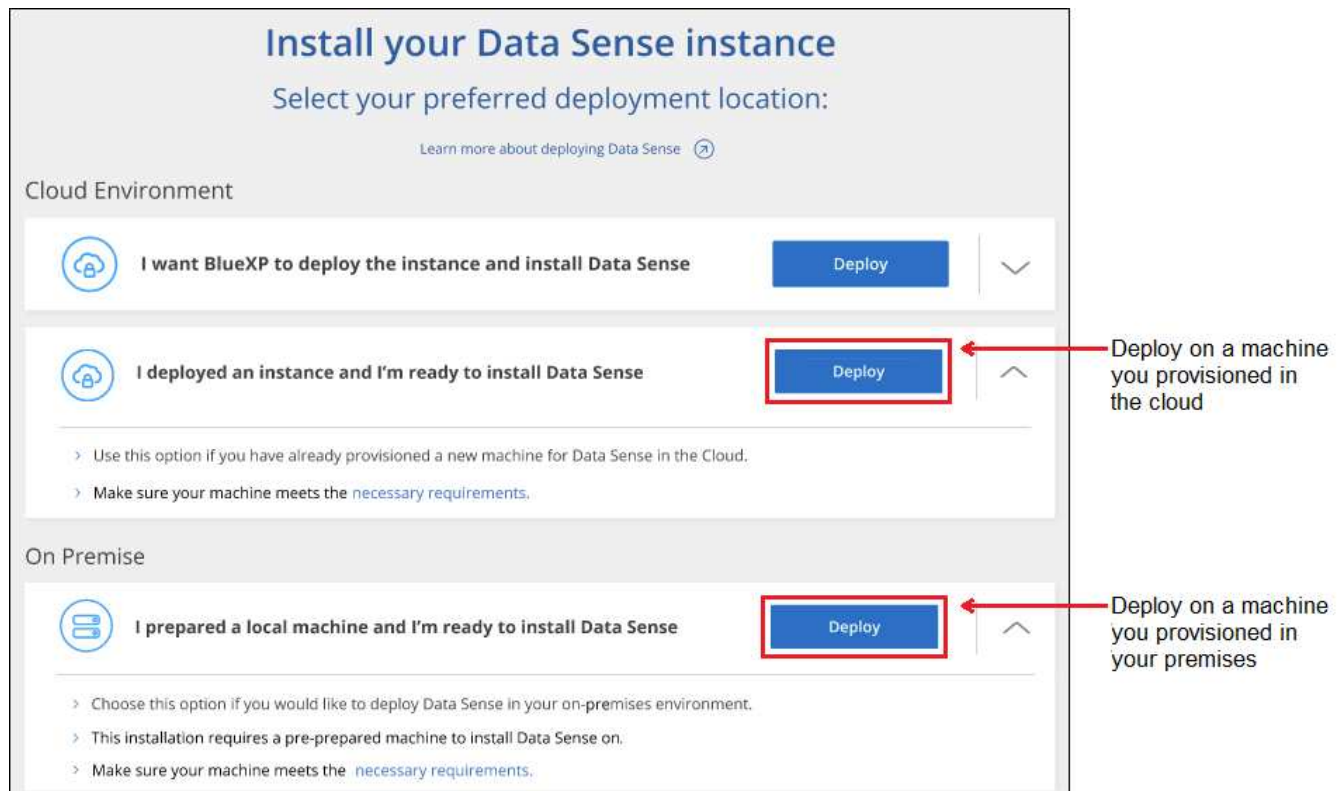 Install your Data Sense instance
Select your preferred deployment location:
Learn more about deploying Data Sense
Cloud Environment
I want BlueXP to deploy the instance and install Data Sense
Deploy
I deployed an instance and I'm ready to install Data Sense
Deploy
Deploy on a machine
you provisioned in
the cloud
> Use this option if you have already provisioned a new machine for Data Sense in the Cloud.
> Make sure your machine meets the necessary requirements.
On Premise
I prepared a local machine and I'm ready to install Data Sense
Deploy
Deploy on a machine
you provisioned in
your premises
> Choose this option if you would like to deploy Data Sense in your on-premises environment.
> This installation requires a pre-prepared machine to install Data Sense on.
> Make sure your machine meets the necessary requirements.